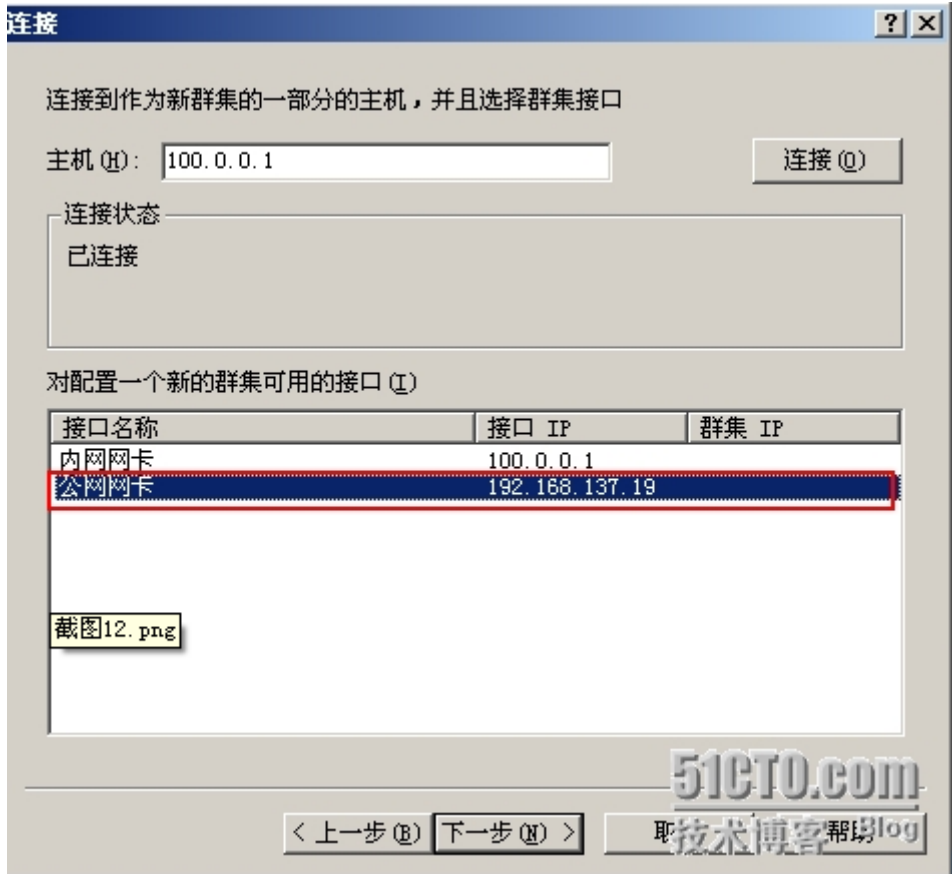 连接
连接到作为新群集的一部分的主机，并且选择群集接口
主机(H): 100.0.0.1 连接(O)
连接状态
已连接
对配置一个新的群集可用的接口(I)
接口名称 接口 IP 群集 IP
内网网卡 100.0.0.1
公网网卡 192.168.137.19
截图12.png
51CTO.com
< 上一步(B) 下一步(N) > 取 帮助
技术博客 Blog